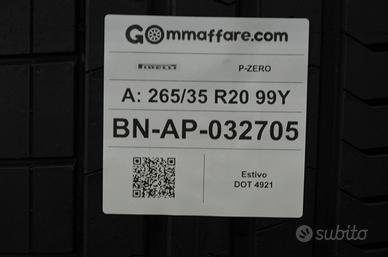 GOmmaffare.com
PIRELLI P-ZERO
A: 265/35 R20 99Y
BN-AP-032705
Estivo
DOT 4921
subito